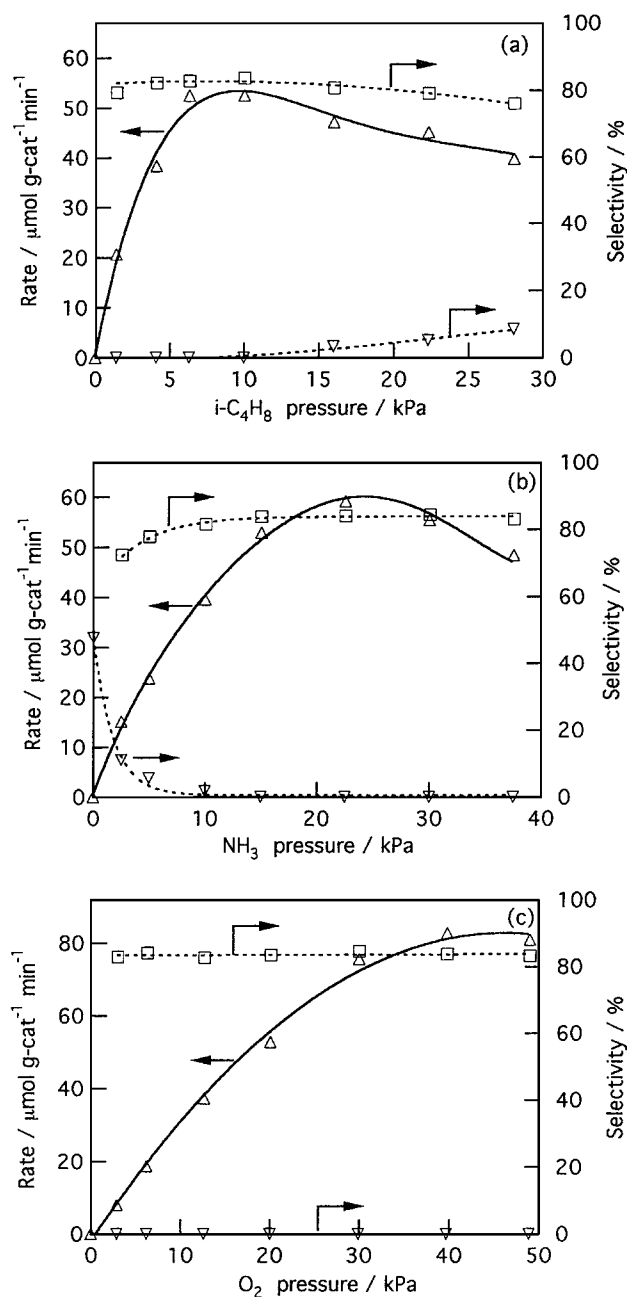 (a)
Rate / μmol g-cat⁻¹min⁻¹
60
50
40
30
20
10
0
100
80
60
40
20
0
Selectivity / %
0 5 10 15 20 25 30
i-C₄H₈ pressure / kPa
(b)
Rate / μmol g-cat⁻¹min⁻¹
60
50
40
30
20
10
0
100
80
60
40
20
0
Selectivity / %
0 10 20 30 40
NH₃ pressure / kPa
(c)
Rate / μmol g-cat⁻¹ min⁻¹
80
60
40
20
0
100
80
60
40
20
0
Selectivity / %
0 10 20 30 40 50
O₂ pressure / kPa